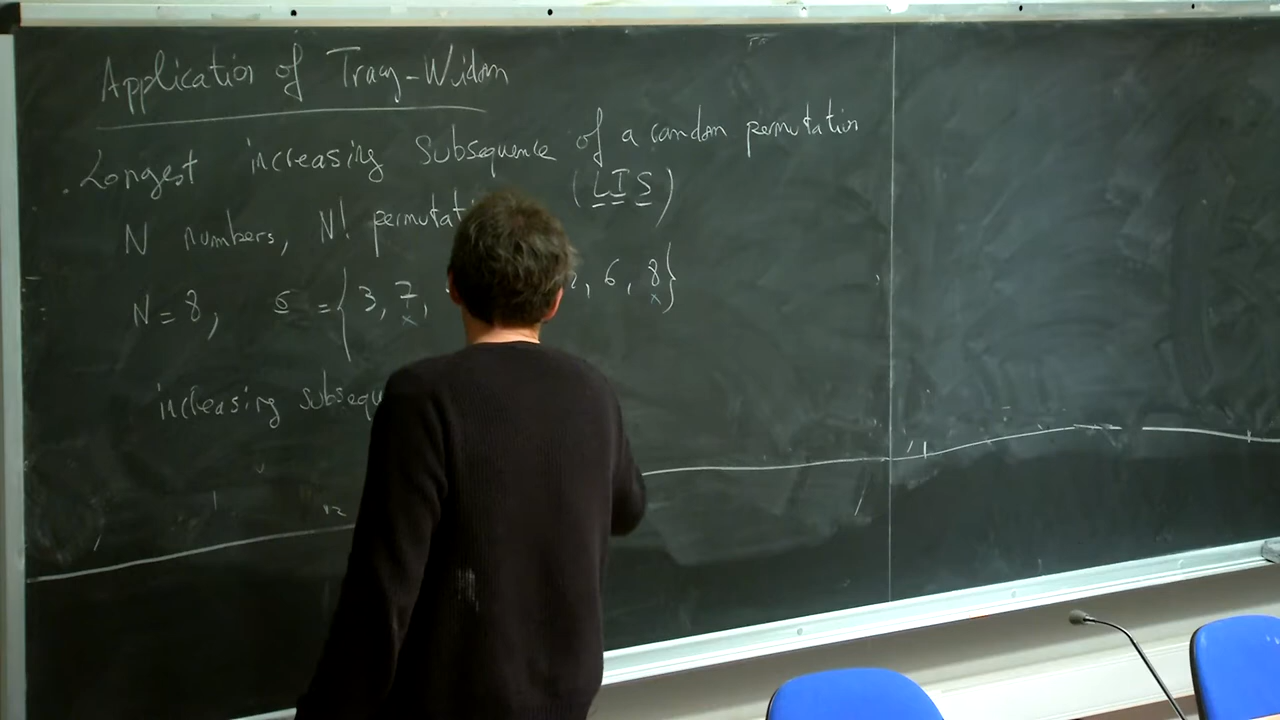 Application of Tracy-Widom
. Longest increasing Subsequence of a random permutation
(LIS)
N numbers, N! permutat
N = 8, σ = { 3, 7, 2, 6, 8 }
x x
increasing subsequ